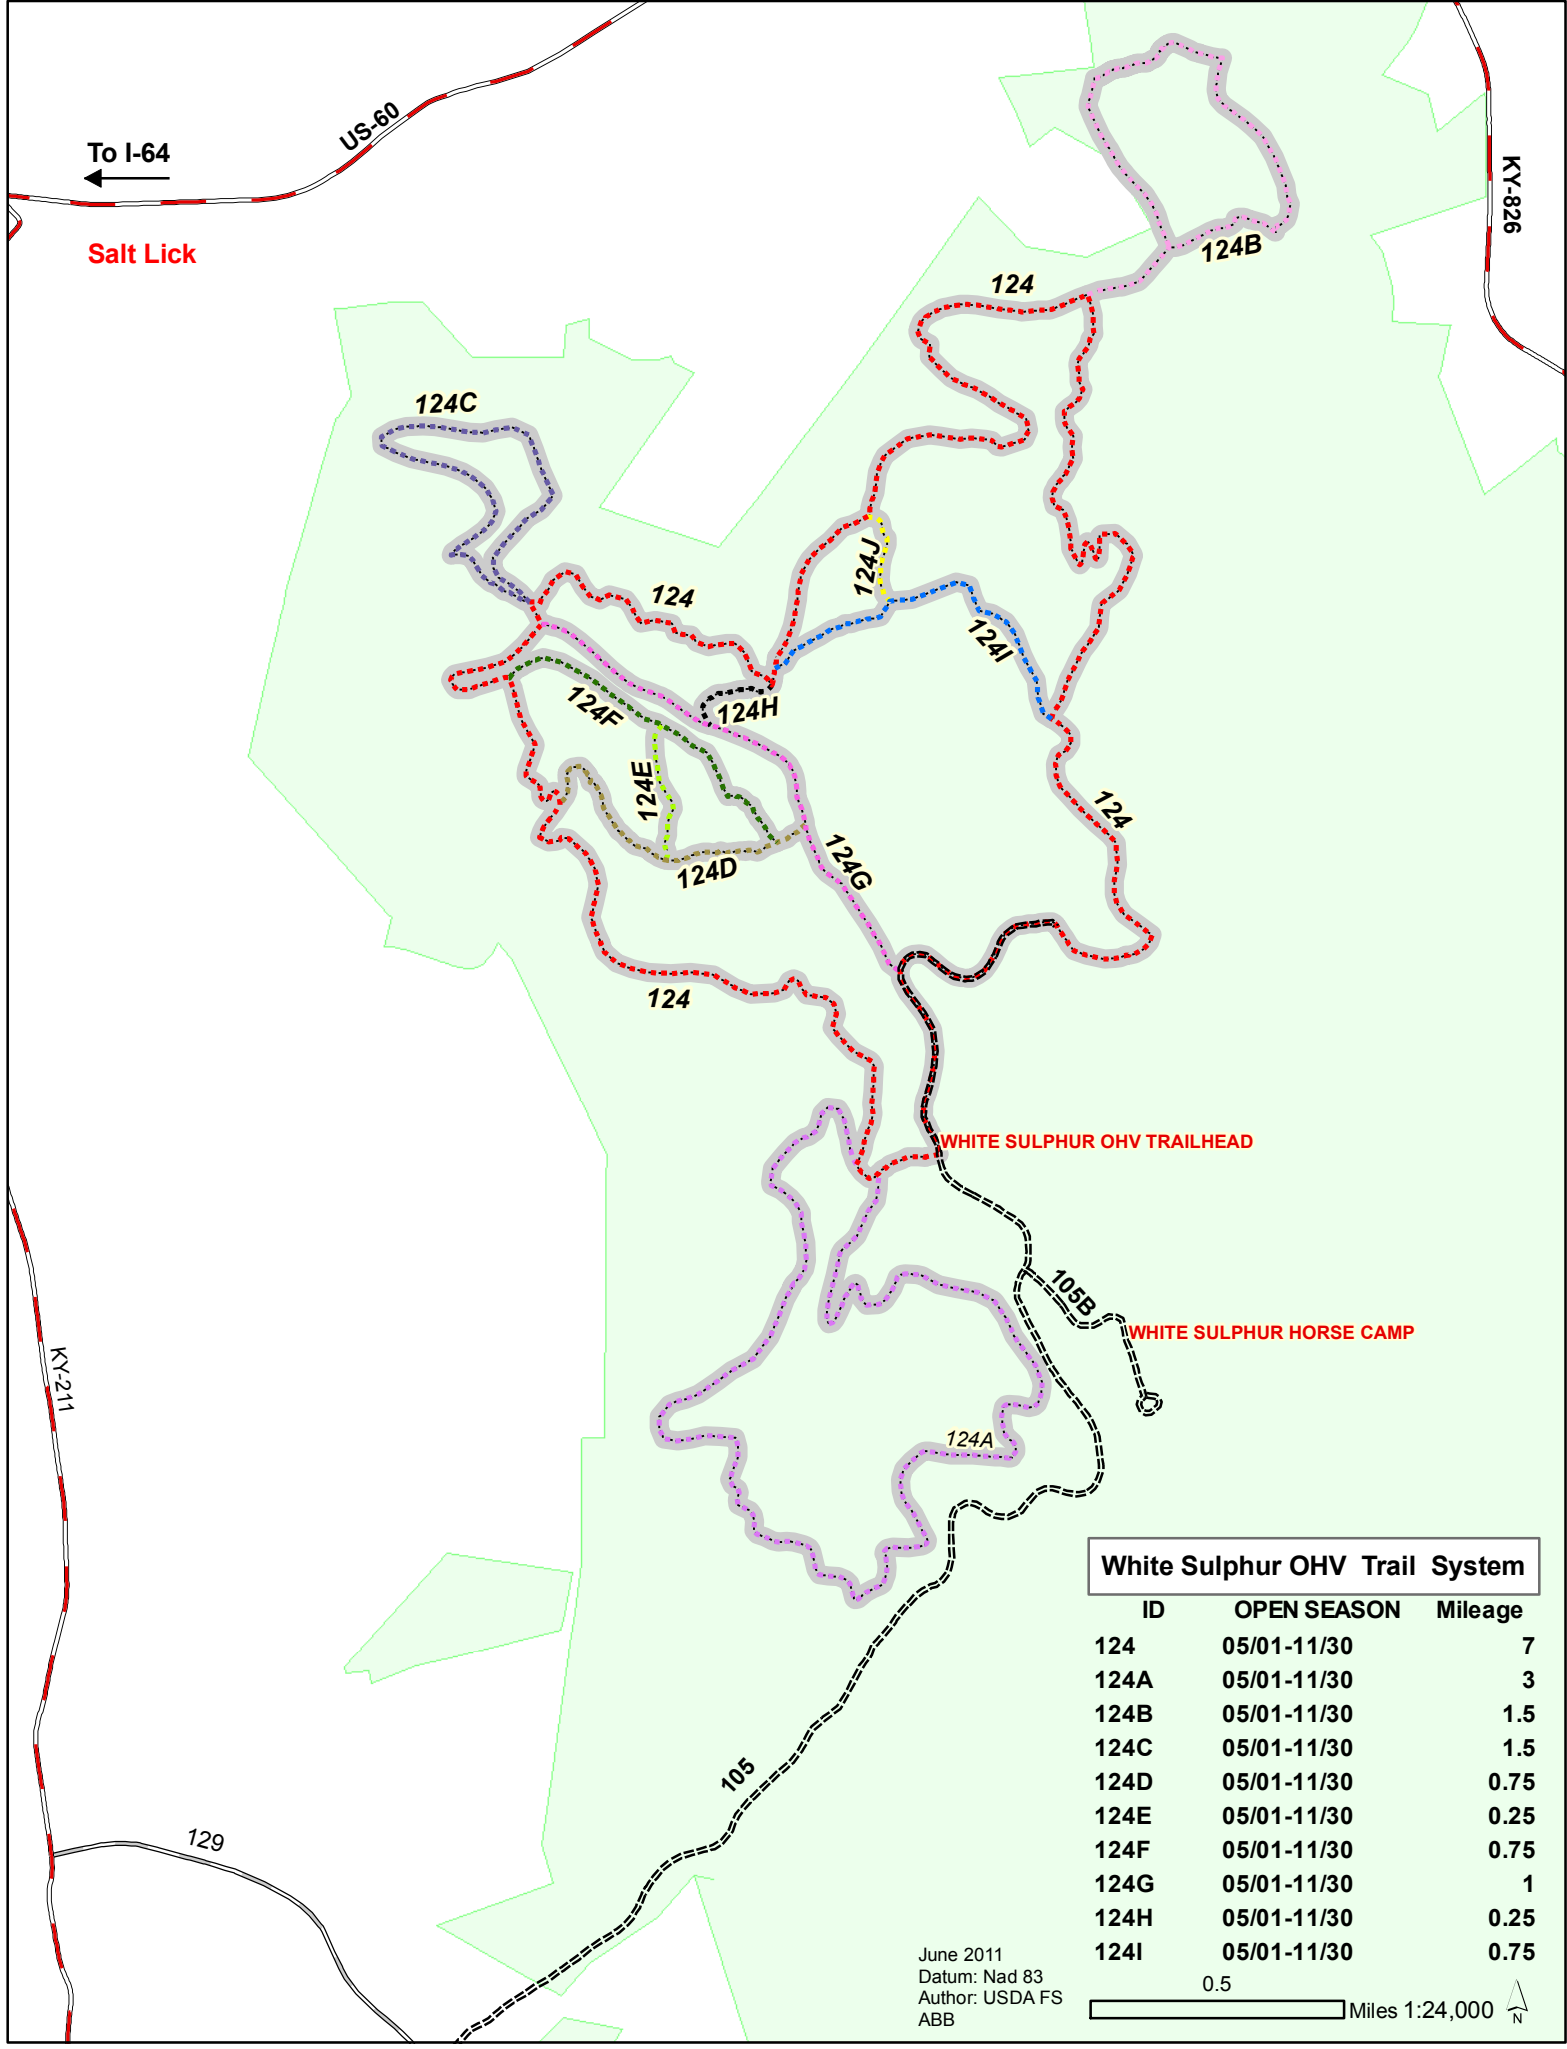 US-60
To I-64
Salt Lick
KY-826
124B
124
124C
124J
124
124I
124H
124F
124E
124
124D
124G
124
WHITE SULPHUR OHV TRAILHEAD
105B
WHITE SULPHUR HORSE CAMP
KY-211
124A
105
129
White Sulphur OHV Trail System
ID OPEN SEASON Mileage
124 05/01-11/30 7
124A 05/01-11/30 3
124B 05/01-11/30 1.5
124C 05/01-11/30 1.5
124D 05/01-11/30 0.75
124E 05/01-11/30 0.25
124F 05/01-11/30 0.75
124G 05/01-11/30 1
124H 05/01-11/30 0.25
124I 05/01-11/30 0.75
June 2011
Datum: Nad 83
Author: USDA FS
ABB
0.5
Miles 1:24,000
N